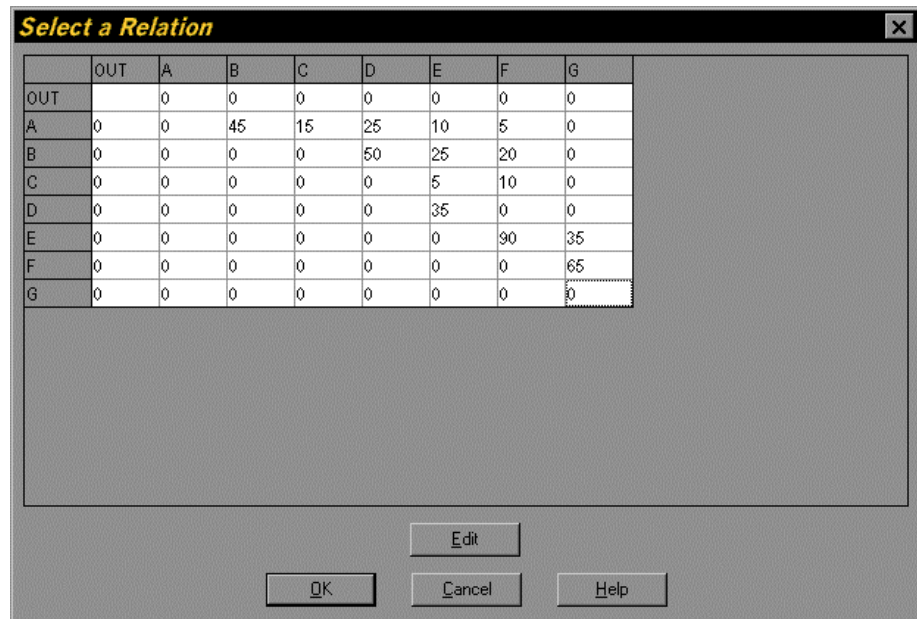 Select a Relation
OUT A B C D E F G
OUT 0 0 0 0 0 0 0
A 0 0 45 15 25 10 5 0
B 0 0 0 0 50 25 20 0
C 0 0 0 0 0 5 10 0
D 0 0 0 0 0 35 0 0
E 0 0 0 0 0 0 90 35
F 0 0 0 0 0 0 0 65
G 0 0 0 0 0 0 0 0
Edit
OK Cancel Help